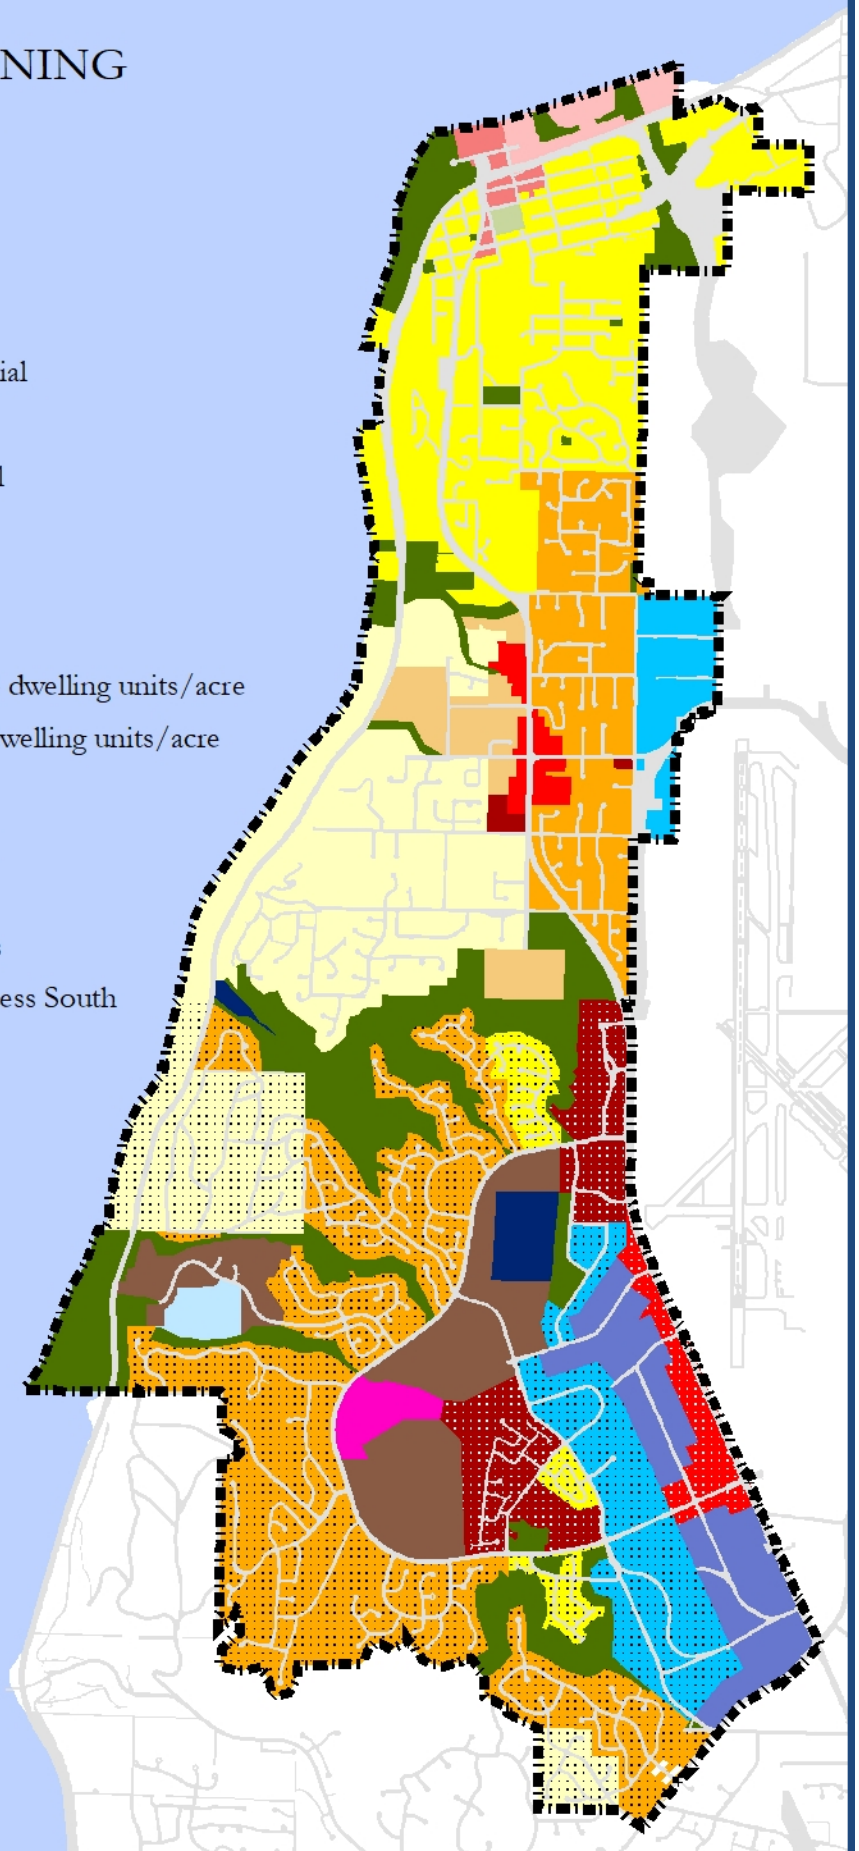 NING
ial
l
dwelling units/acre
welling units/acre
s
ess South